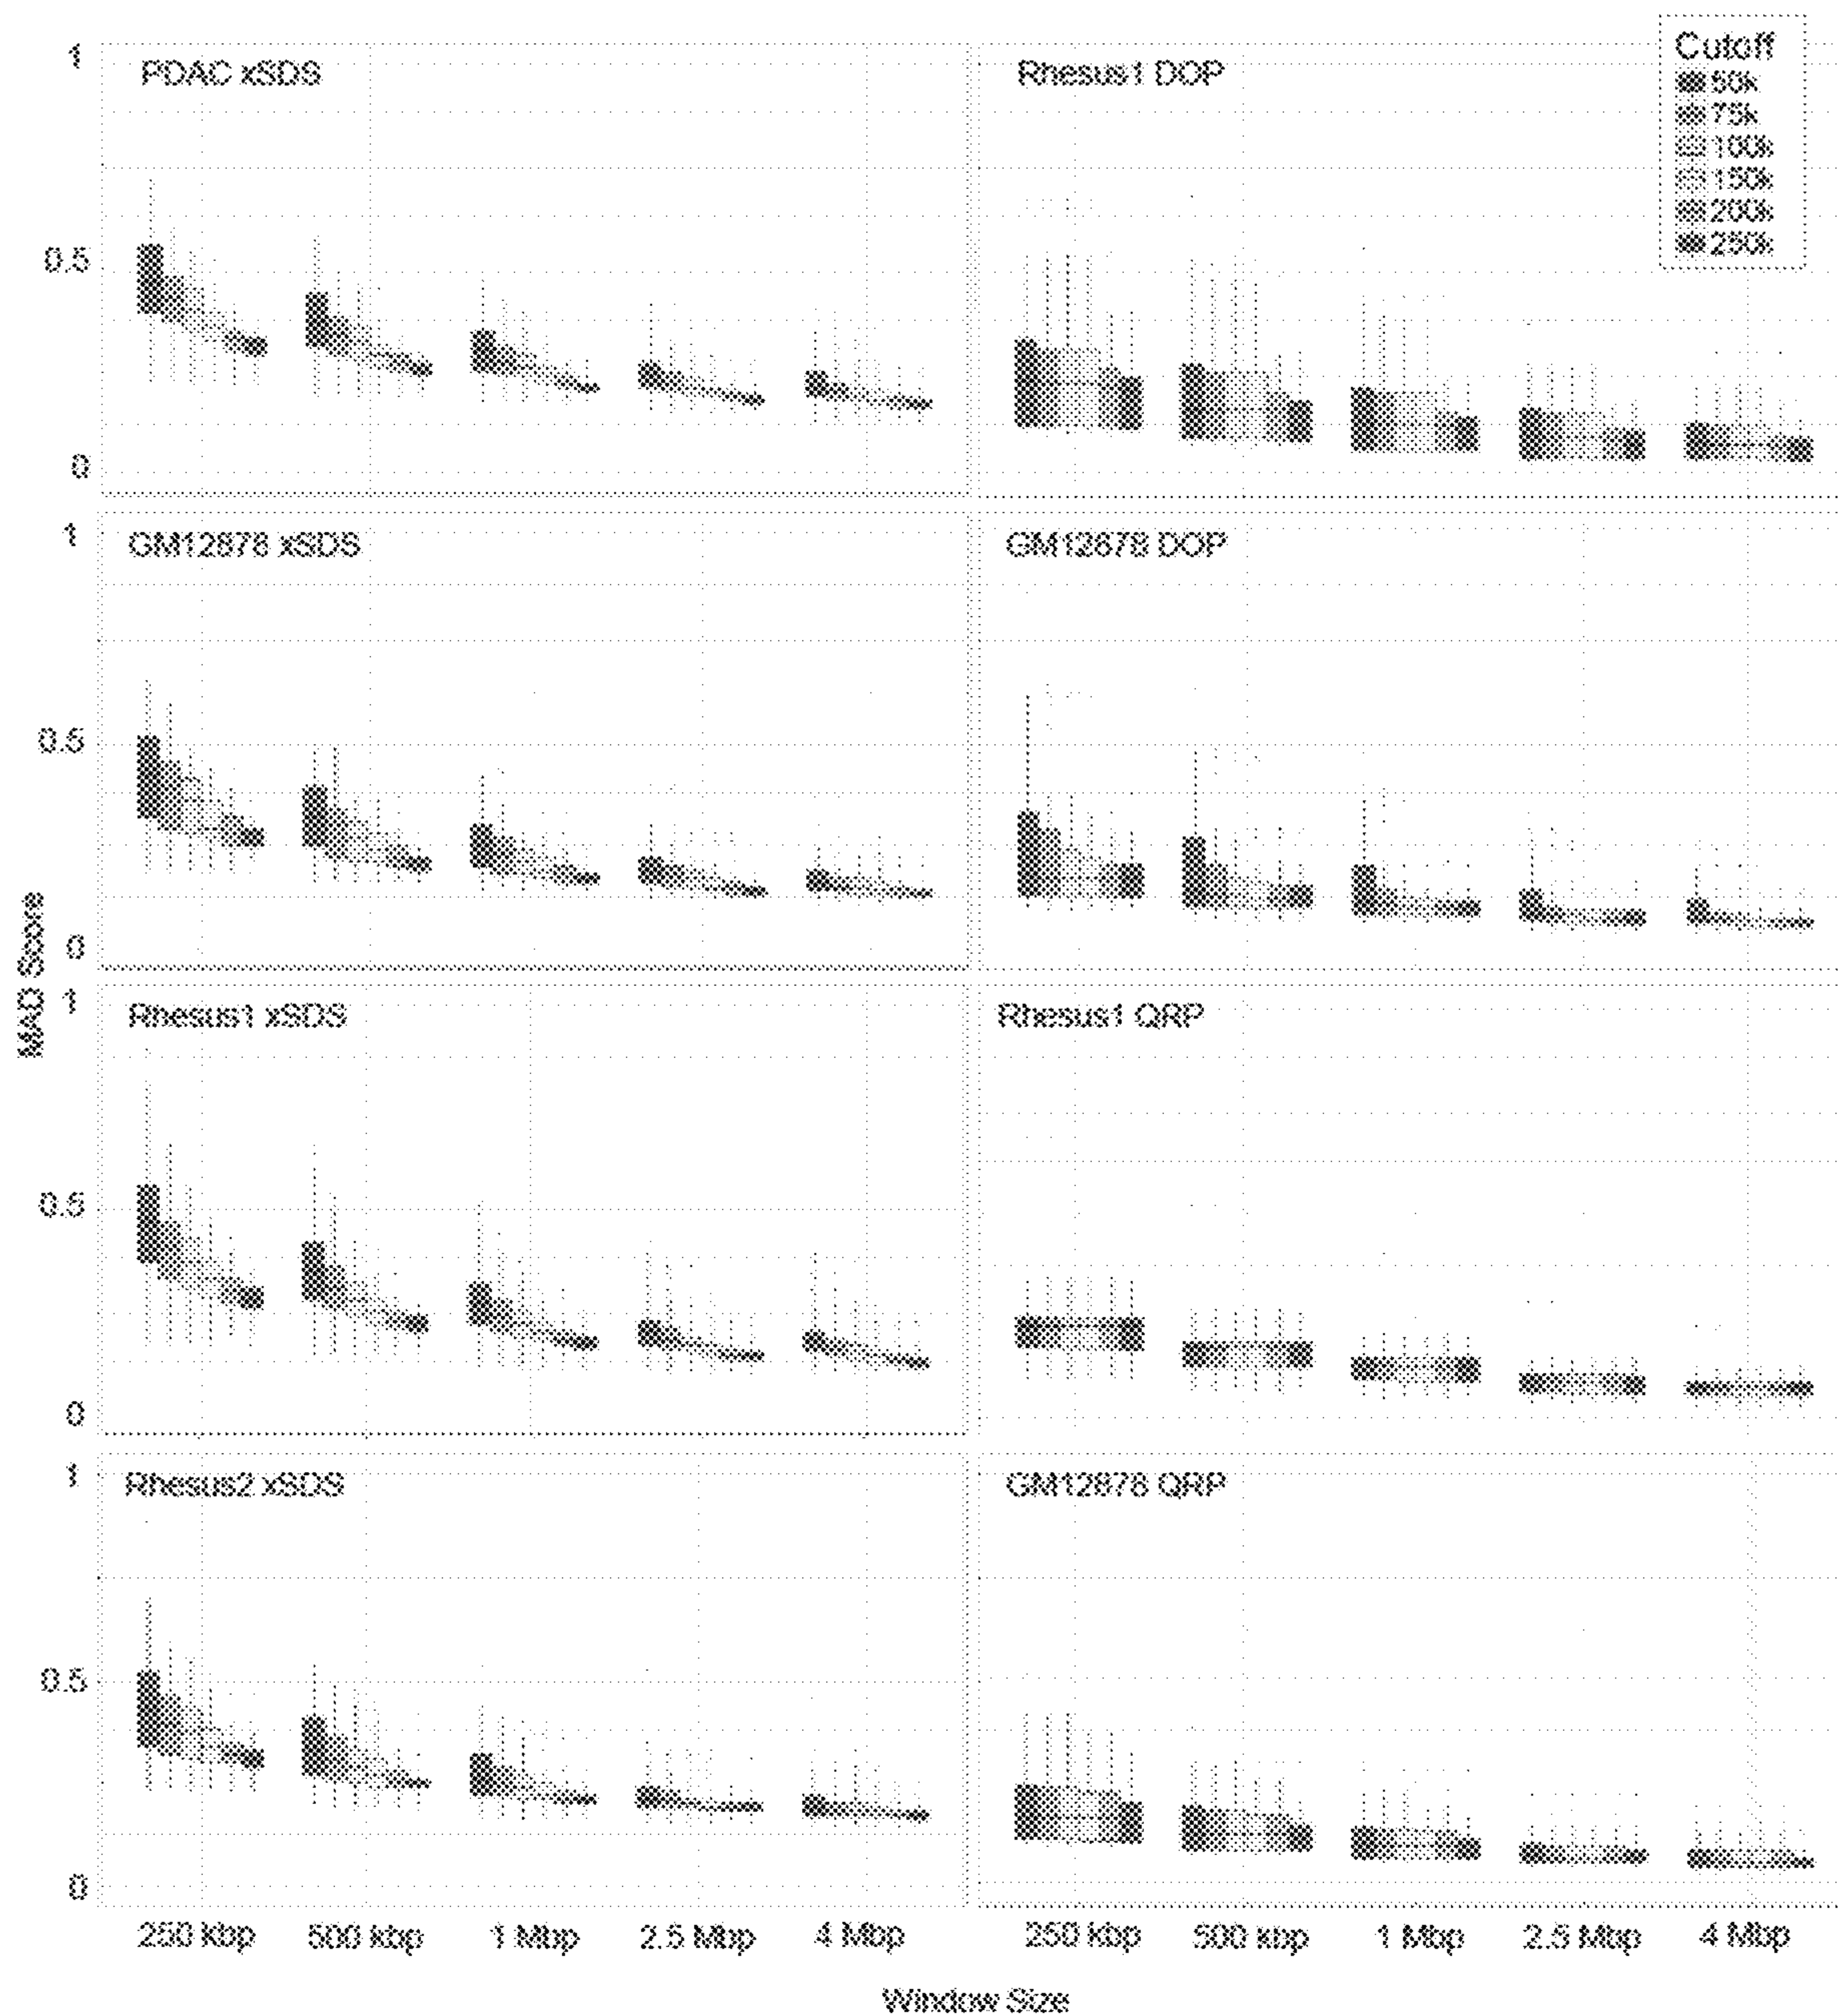 Cutoff
50k
75k
100k
150k
200k
250k
MAD Score
1
0.5
0
PDAC xSDS
Rhesus1 DOP
1
0.5
0
GM12878 xSDS
GM12878 DOP
1
0.5
0
Rhesus1 xSDS
Rhesus1 QRP
1
0.5
0
Rhesus2 xSDS
GM12878 QRP
250 kbp 500 kbp 1 Mbp 2.5 Mbp 4 Mbp 250 kbp 500 kbp 1 Mbp 2.5 Mbp 4 Mbp
Window Size